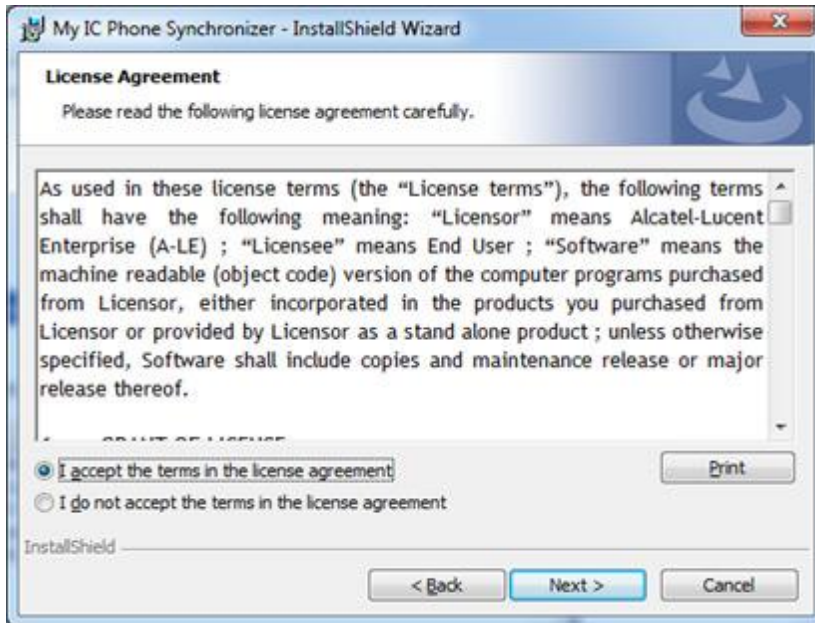 My IC Phone Synchronizer - InstallShield Wizard
License Agreement
Please read the following license agreement carefully.
As used in these license terms (the “License terms”), the following terms
shall have the following meaning: “Licensor” means Alcatel-Lucent
Enterprise (A-LE) ; “Licensee” means End User ; “Software” means the
machine readable (object code) version of the computer programs purchased
from Licensor, either incorporated in the products you purchased from
Licensor or provided by Licensor as a stand alone product ; unless otherwise
specified, Software shall include copies and maintenance release or major
release thereof.
I accept the terms in the license agreement
Print
I do not accept the terms in the license agreement
InstallShield
< Back
Next >
Cancel